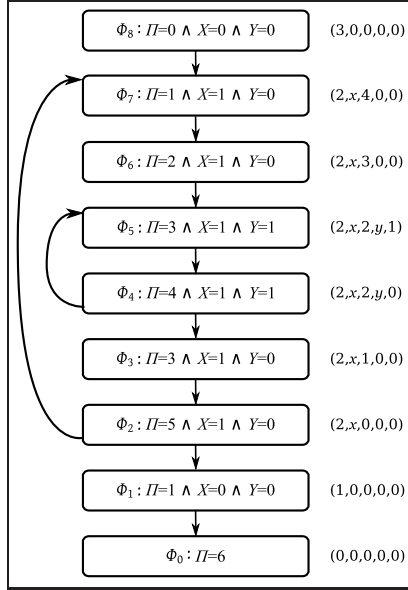 Φ₈ : Π=0 ∧ X=0 ∧ Y=0 (3,0,0,0,0)
Φ₇ : Π=1 ∧ X=1 ∧ Y=0 (2,x,4,0,0)
Φ₆ : Π=2 ∧ X=1 ∧ Y=0 (2,x,3,0,0)
Φ₅ : Π=3 ∧ X=1 ∧ Y=1 (2,x,2,y,1)
Φ₄ : Π=4 ∧ X=1 ∧ Y=1 (2,x,2,y,0)
Φ₃ : Π=3 ∧ X=1 ∧ Y=0 (2,x,1,0,0)
Φ₂ : Π=5 ∧ X=1 ∧ Y=0 (2,x,0,0,0)
Φ₁ : Π=1 ∧ X=0 ∧ Y=0 (1,0,0,0,0)
Φ₀ : Π=6 (0,0,0,0,0)